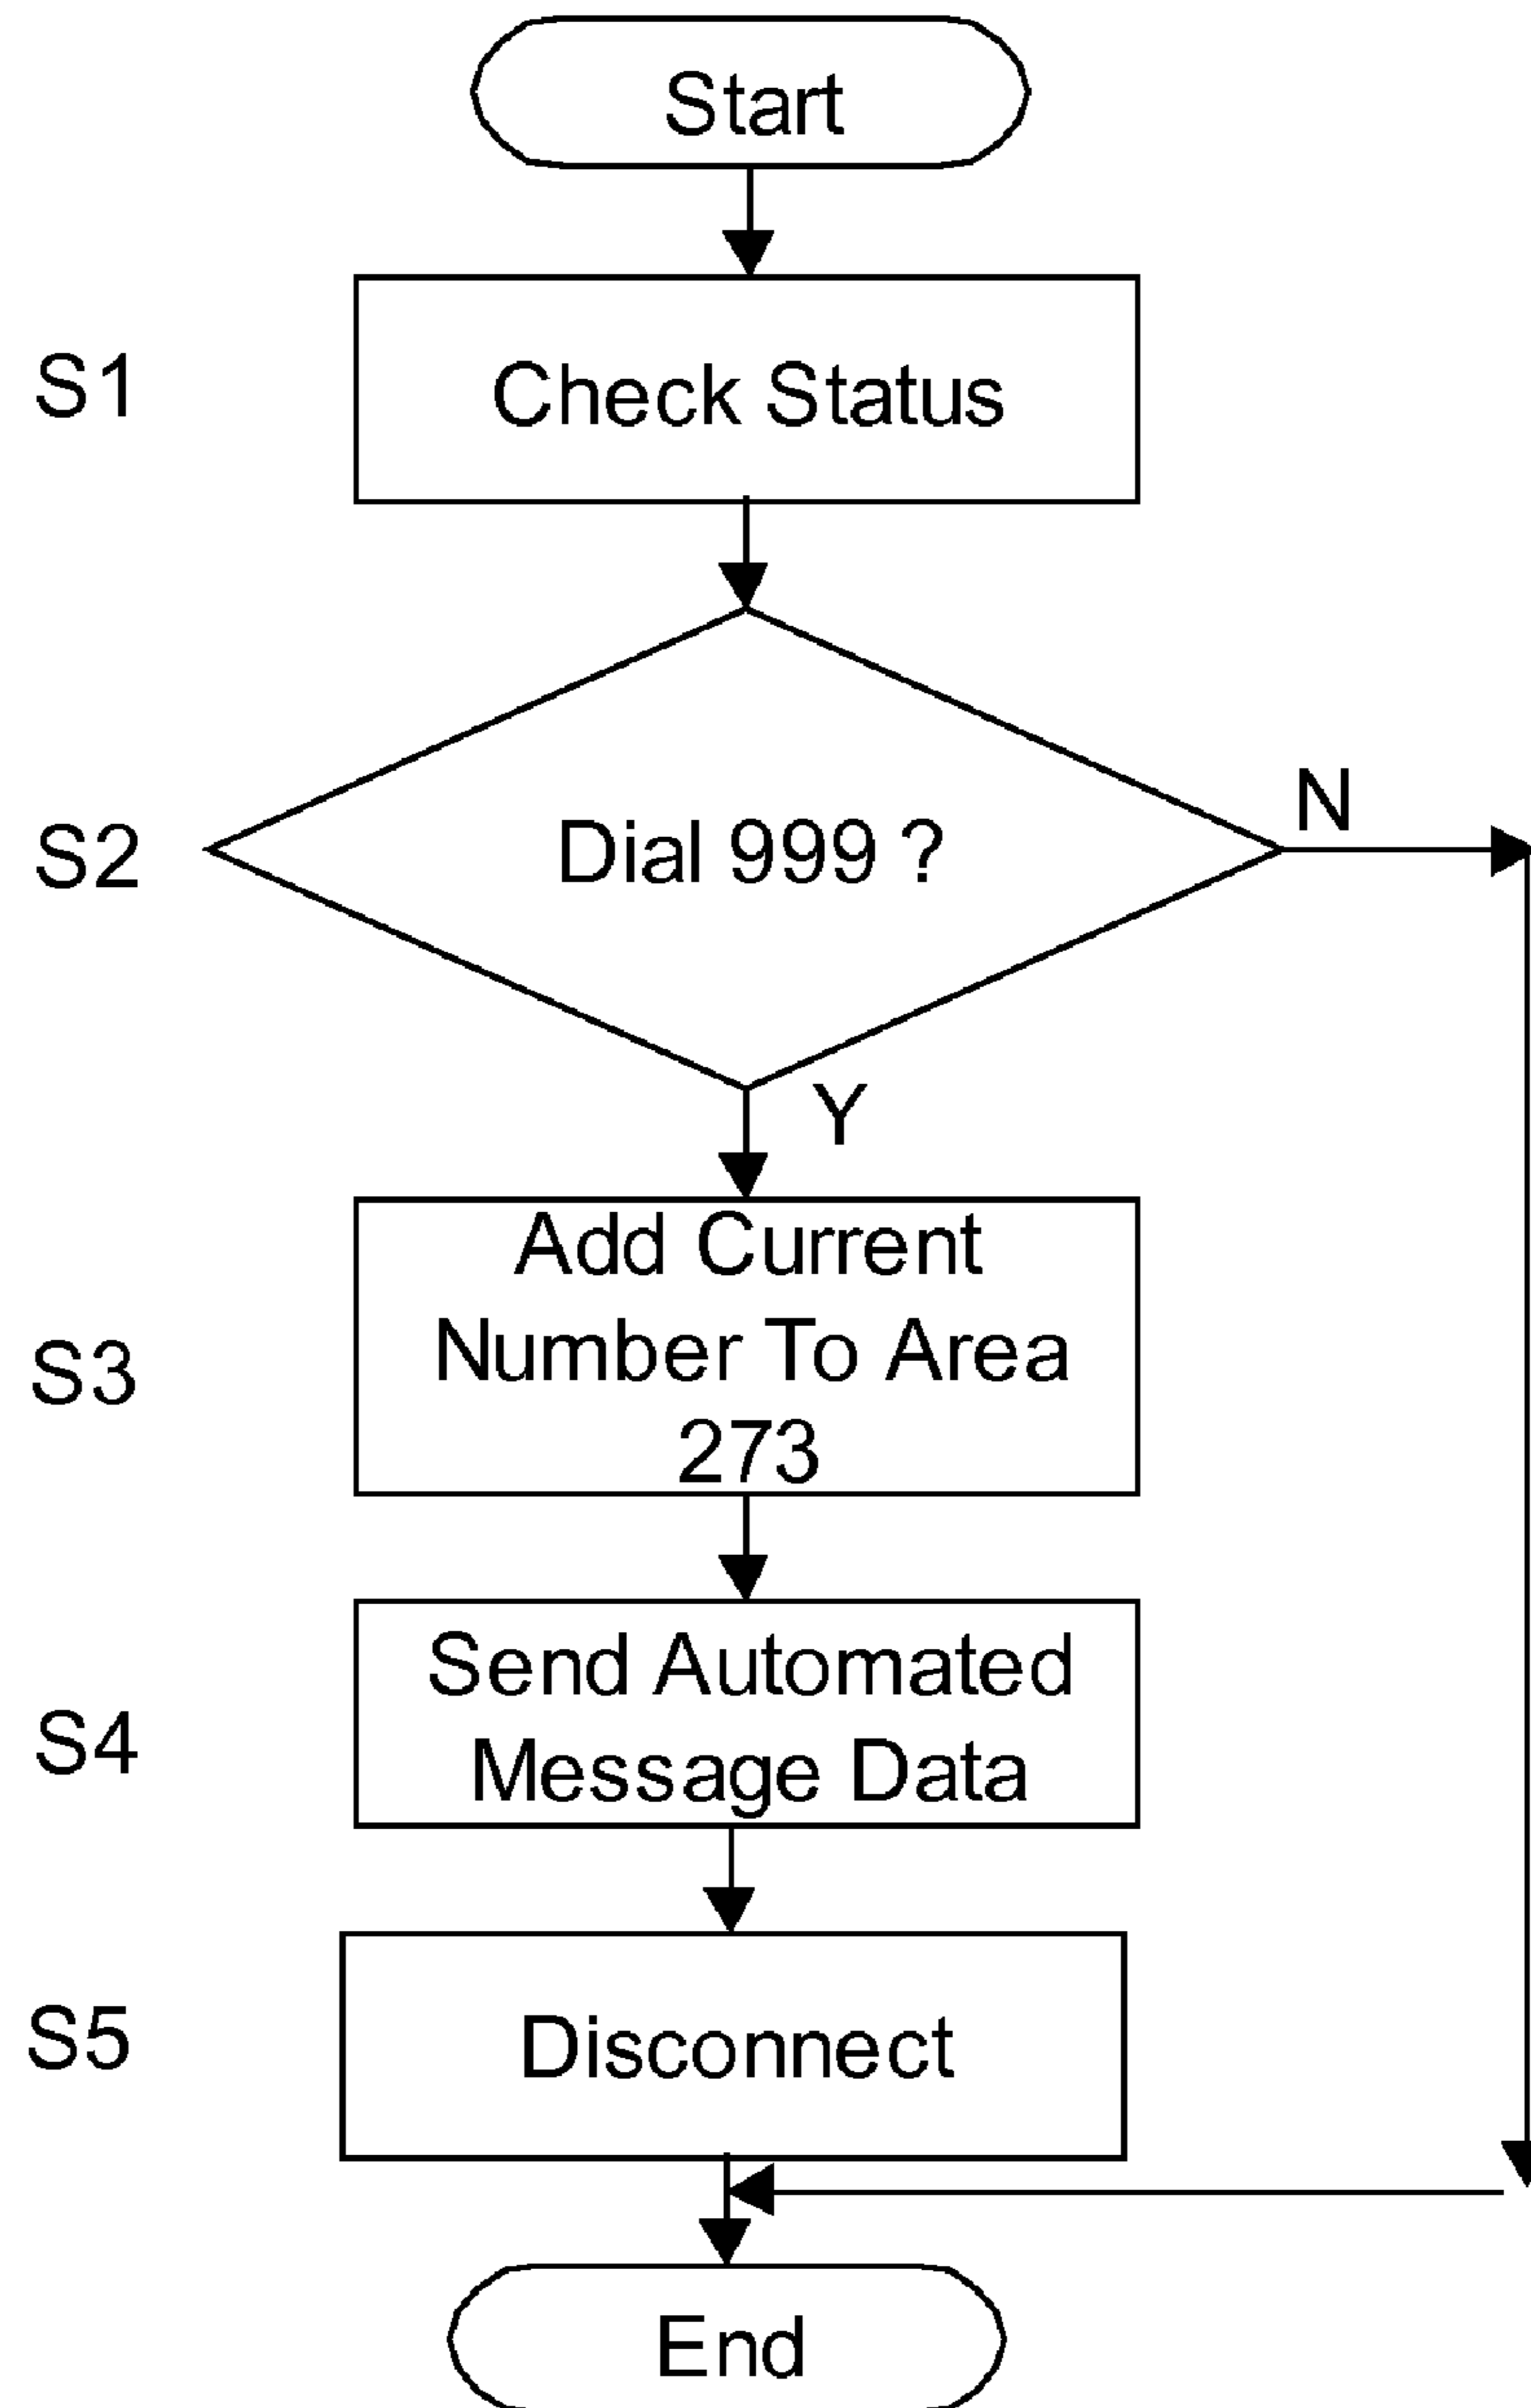 Start
S1
Check Status
S2
Dial 999 ?
N
Y
S3
Add Current
Number To Area
273
S4
Send Automated
Message Data
S5
Disconnect
End